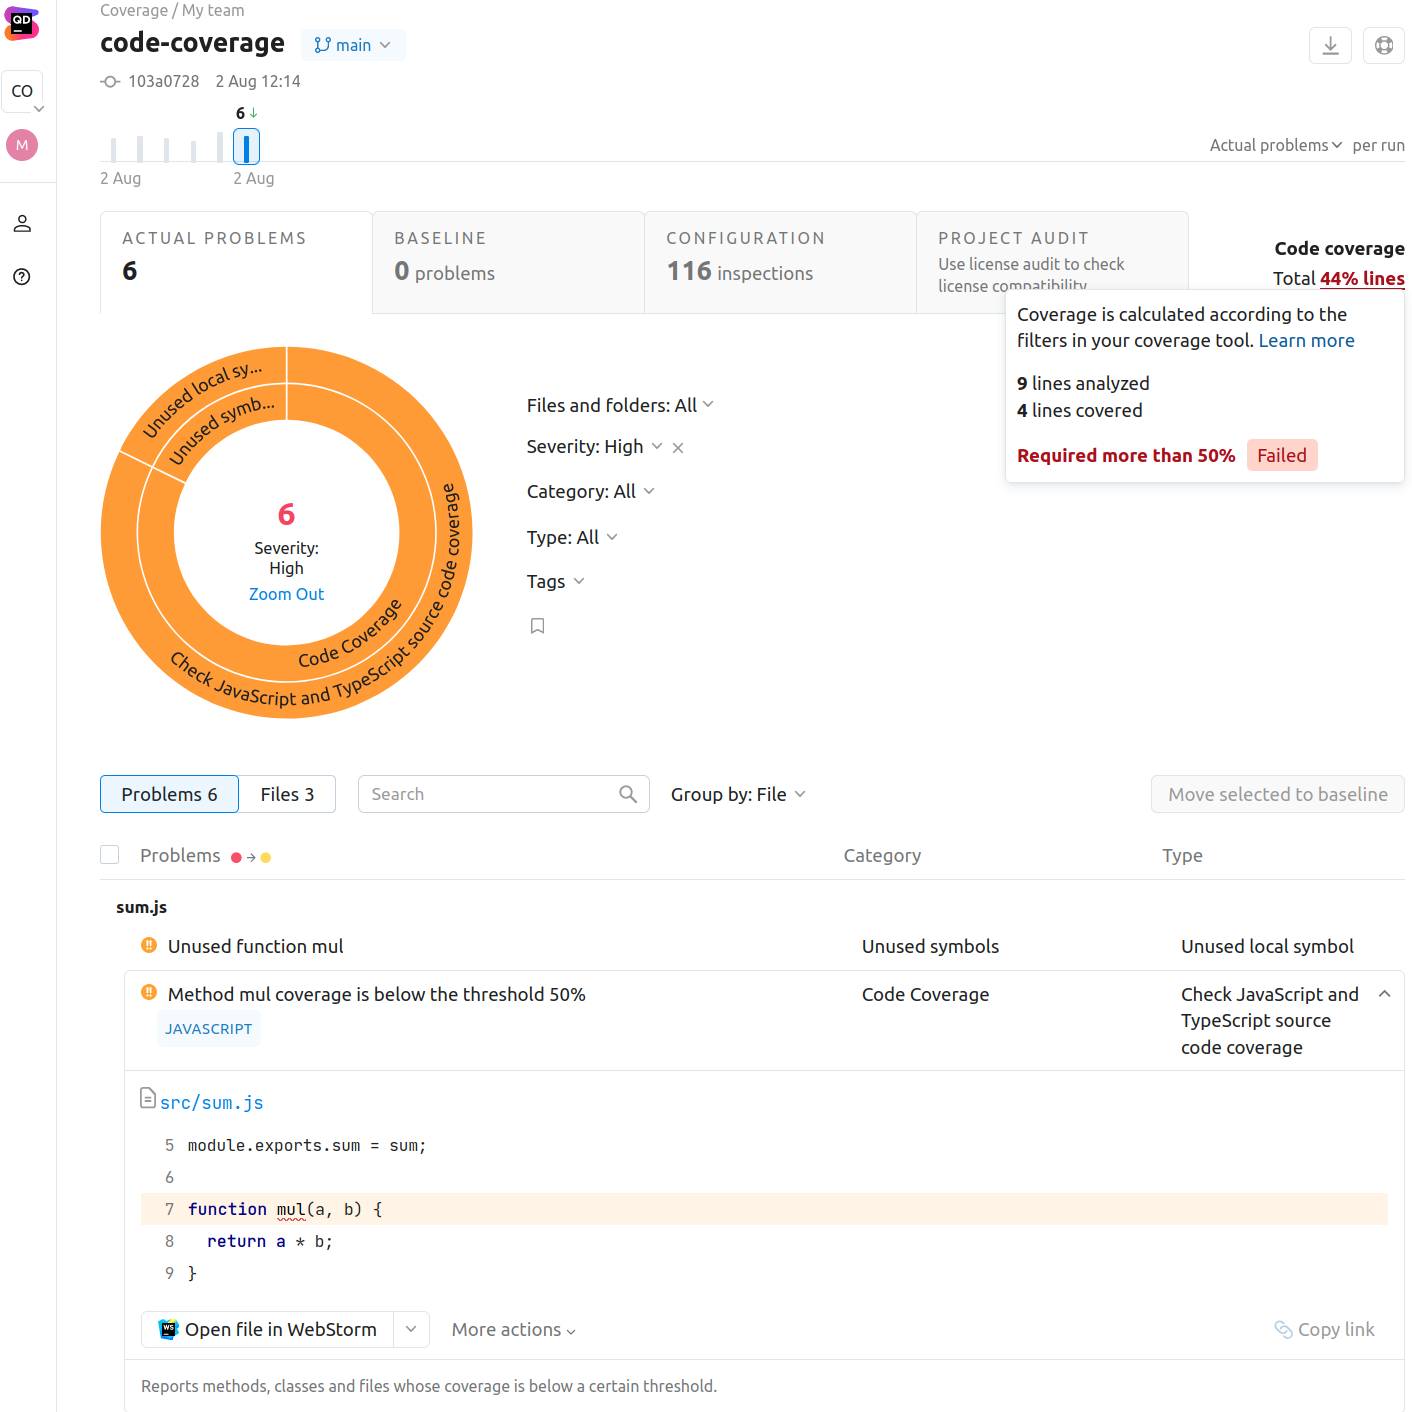 QD
Coverage / My team
code-coverage
main
CO
103a0728 2 Aug 12:14
6
M
Actual problems per run
2 Aug 2 Aug
ACTUAL PROBLEMS
6
BASELINE
0 problems
CONFIGURATION
116 inspections
PROJECT AUDIT
Use license audit to check
license compatibility
Code coverage
Total 44% lines
Coverage is calculated according to the
filters in your coverage tool. Learn more
9 lines analyzed
4 lines covered
Required more than 50% Failed
Unused local sy...
Unused symb...
Code Coverage
Check JavaScript and TypeScript source code coverage
6
Severity:
High
Zoom Out
Files and folders: All
Severity: High
Category: All
Type: All
Tags
Problems 6 Files 3 Search Group by: File Move selected to baseline
Problems Category Type
sum.js
Unused function mul Unused symbols Unused local symbol
Method mul coverage is below the threshold 50% Code Coverage Check JavaScript and
JAVASCRIPT TypeScript source
code coverage
src/sum.js
5 module.exports.sum = sum;
6
7 function mul(a, b) {
8 return a * b;
9 }
WS Open file in WebStorm More actions Copy link
Reports methods, classes and files whose coverage is below a certain threshold.